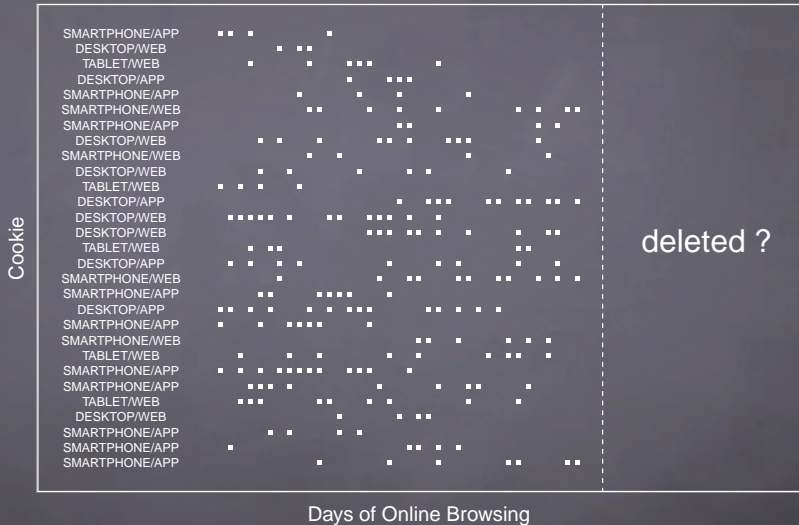 SMARTPHONE/APP
DESKTOP/WEB
TABLET/WEB
DESKTOP/APP
SMARTPHONE/APP
SMARTPHONE/WEB
SMARTPHONE/APP
DESKTOP/WEB
SMARTPHONE/WEB
DESKTOP/WEB
TABLET/WEB
DESKTOP/APP
DESKTOP/WEB
DESKTOP/WEB
TABLET/WEB
DESKTOP/APP
SMARTPHONE/WEB
SMARTPHONE/APP
DESKTOP/APP
SMARTPHONE/APP
SMARTPHONE/WEB
TABLET/WEB
SMARTPHONE/APP
SMARTPHONE/APP
TABLET/WEB
DESKTOP/WEB
SMARTPHONE/APP
SMARTPHONE/APP
SMARTPHONE/APP
Cookie
deleted ?
Days of Online Browsing